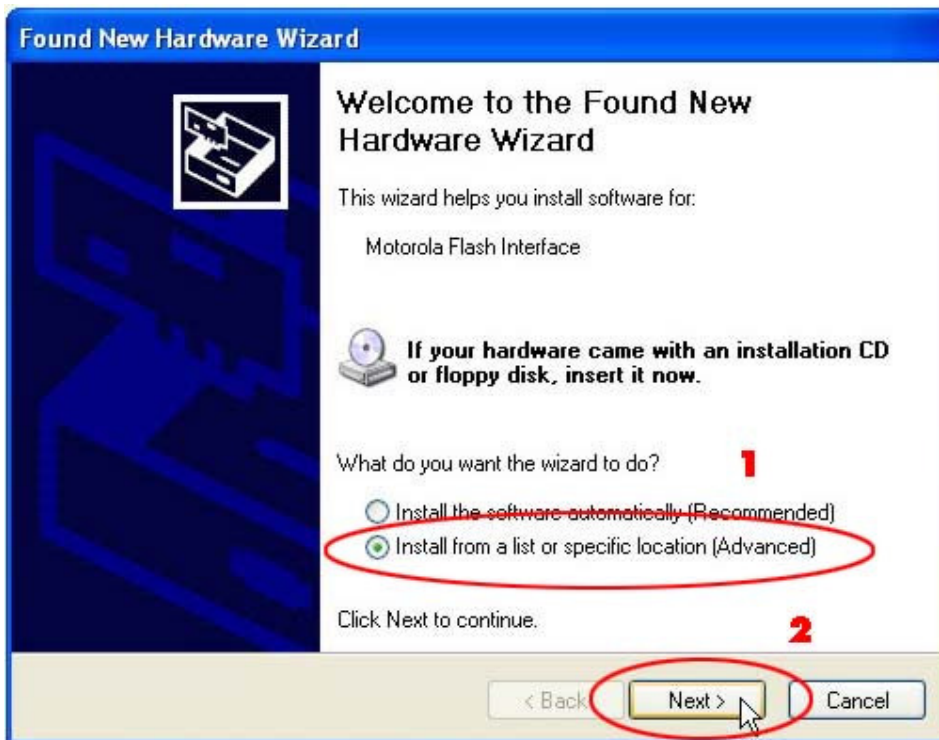 Found New Hardware Wizard
Welcome to the Found New
Hardware Wizard
This wizard helps you install software for:
Motorola Flash Interface
If your hardware came with an installation CD
or floppy disk, insert it now.
What do you want the wizard to do?
1
Install the software automatically (Recommended)
Install from a list or specific location (Advanced)
Click Next to continue.
2
< Back
Next >
Cancel